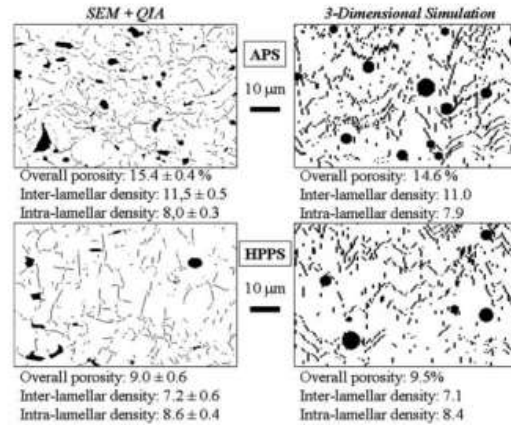 SEM + QIA
3-Dimensional Simulation
APS
10 μm
Overall porosity: 15.4 ± 0.4 %
Inter-lamellar density: 11,5 ± 0.5
Intra-lamellar density: 8,0 ± 0.3
14.6 %
Overall porosity: 14.6 %
Inter-lamellar density: 11.0
Intra-lamellar density: 7.9
HPPS
10 μm
Overall porosity: 9.0 ± 0.6
Inter-lamellar density: 7.2 ± 0.6
Intra-lamellar density: 8.6 ± 0.4
Overall porosity: 9.5%
Inter-lamellar density: 7.1
Intra-lamellar density: 8.4